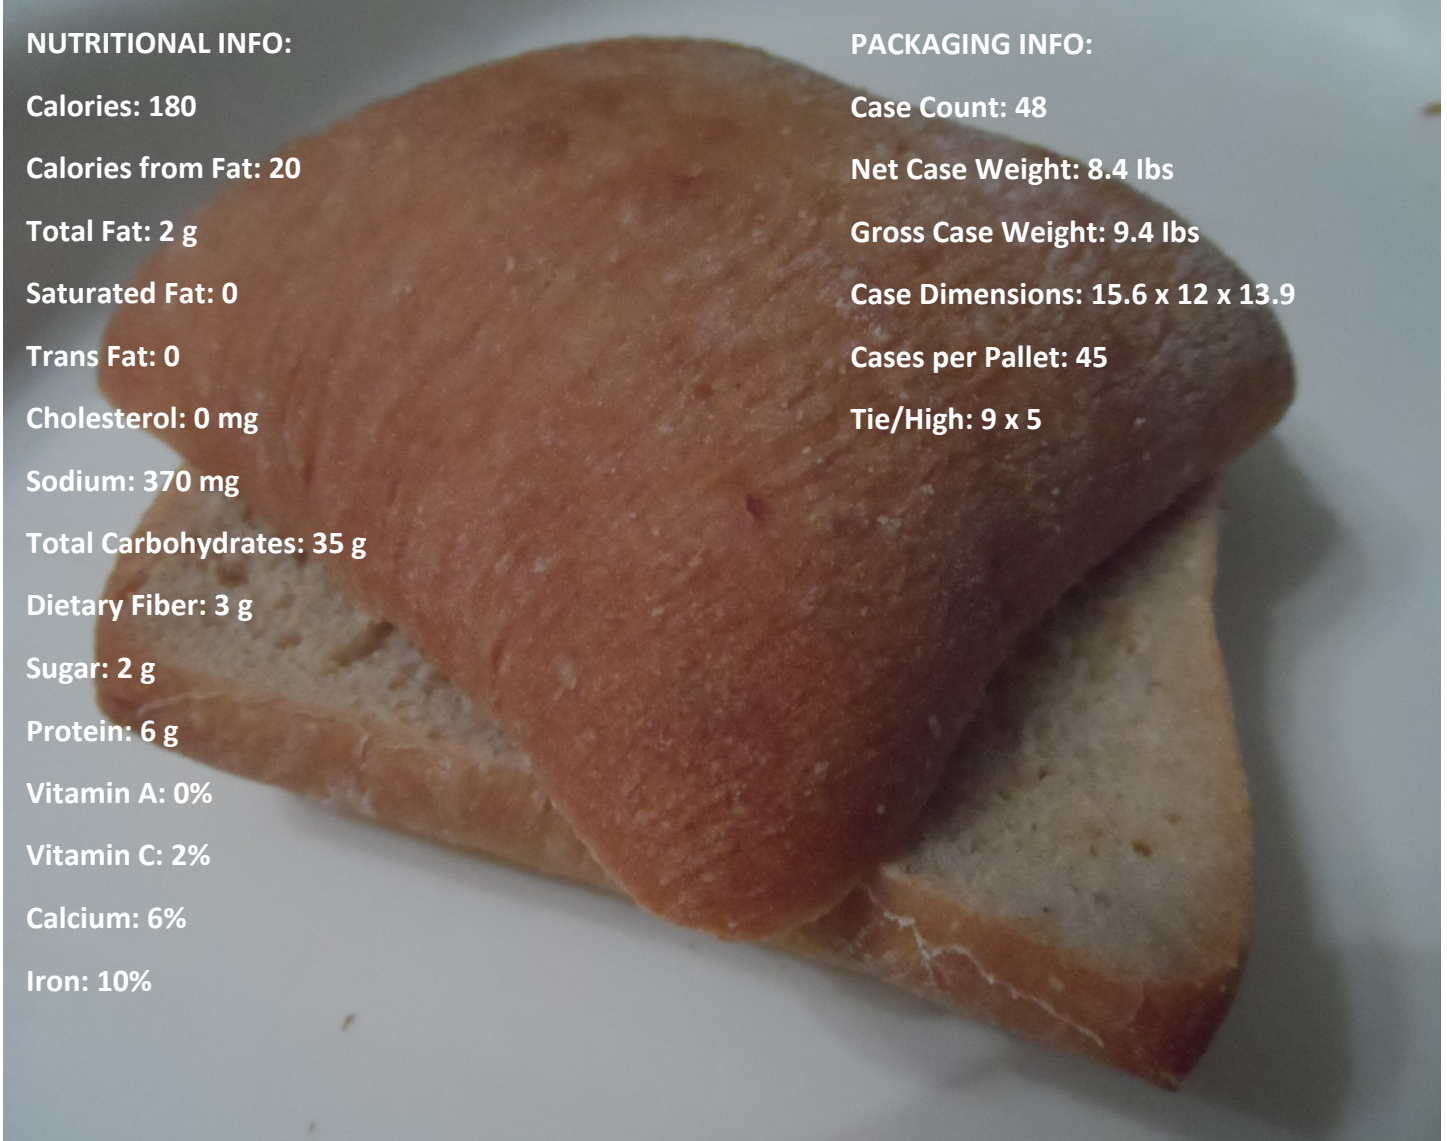 NUTRITIONAL INFO:
Calories: 180
Calories from Fat: 20
Total Fat: 2 g
Saturated Fat: 0
Trans Fat: 0
Cholesterol: 0 mg
Sodium: 370 mg
Total Carbohydrates: 35 g
Dietary Fiber: 3 g
Sugar: 2 g
Protein: 6 g
Vitamin A: 0%
Vitamin C: 2%
Calcium: 6%
Iron: 10%
PACKAGING INFO:
Case Count: 48
Net Case Weight: 8.4 Ibs
Gross Case Weight: 9.4 Ibs
Case Dimensions: 15.6 x 12 x 13.9
Cases per Pallet: 45
Tie/High: 9 x 5